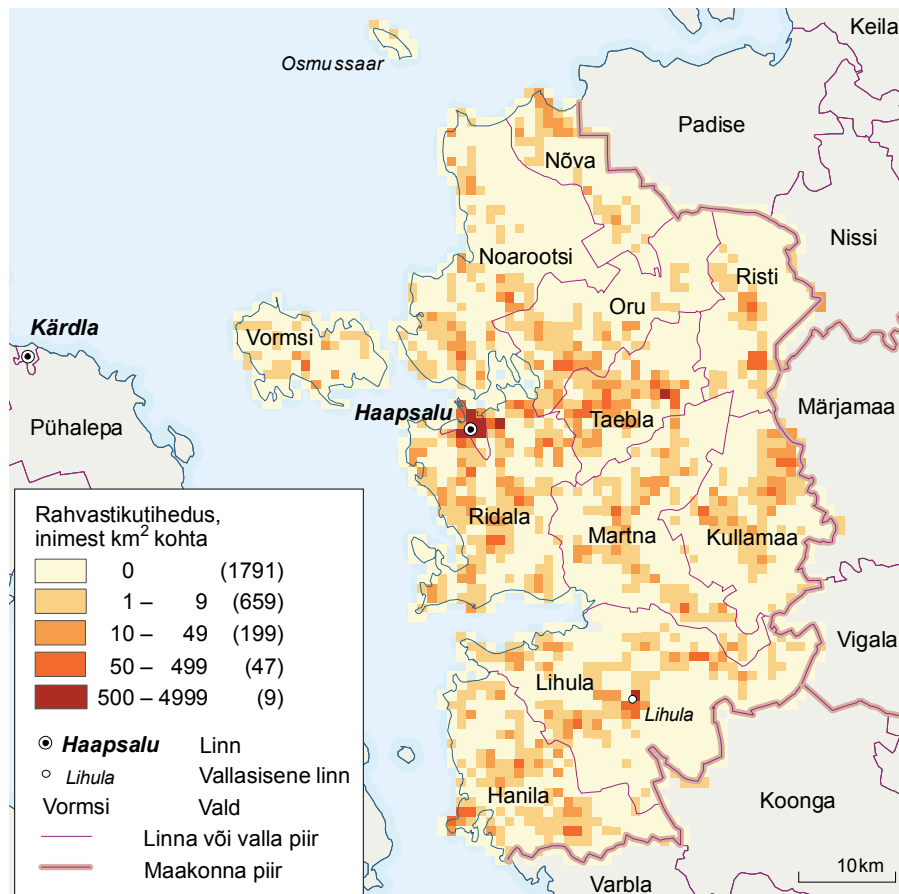 Keila
Osmussaar
Padise
Nõva
Nissi
Noarootsi
Risti
Oru
Vormsi
Kärdla
Märjamaa
Haapsalu
Taebla
Pühalepa
Ridala
Martna
Kullamaa
Rahvastikutihedus,
inimest km² kohta
0 (1791)
1 – 9 (659)
10 – 49 (199)
50 – 499 (47)
500 – 4999 (9)
Haapsalu Linn
Lihula Vallasisene linn
Vormsi Vald
Linna või valla piir
Maakonna piir
Vigala
Lihula
Lihula
Hanila
Koonga
10 km
Varbla